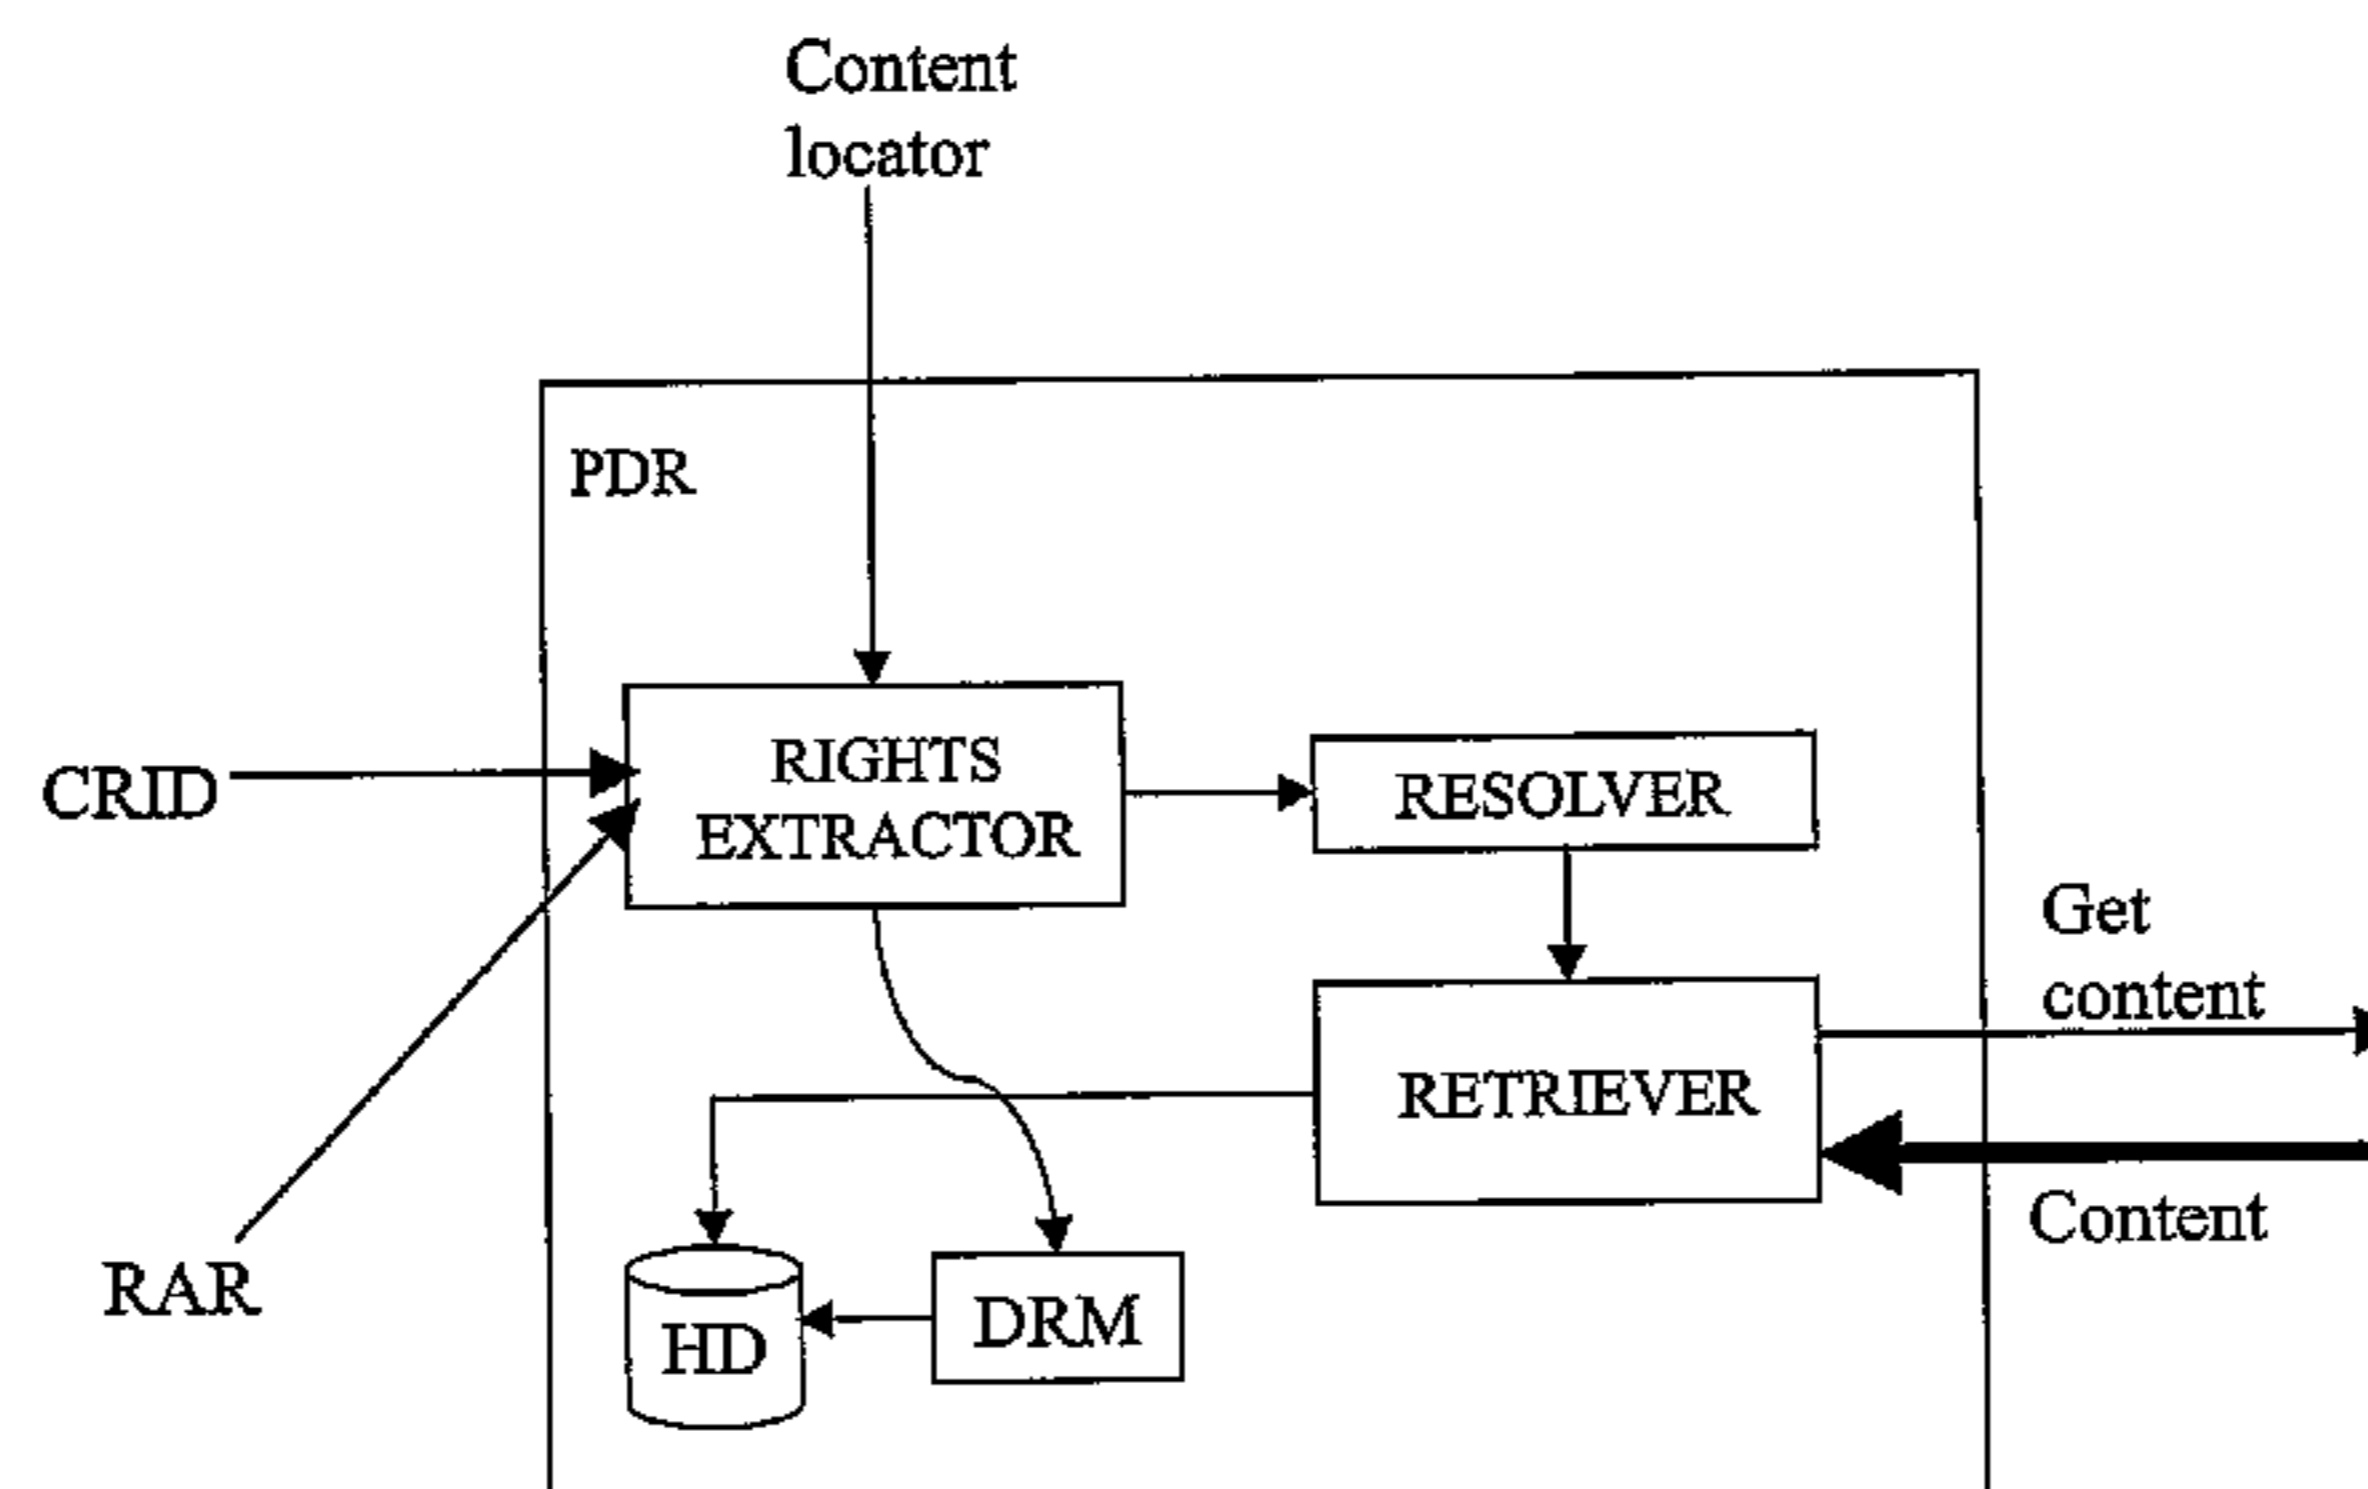 Content
locator
PDR
CRID
RIGHTS
EXTRACTOR
RESOLVER
Get
content
RETRIEVER
Content
RAR
HD
DRM